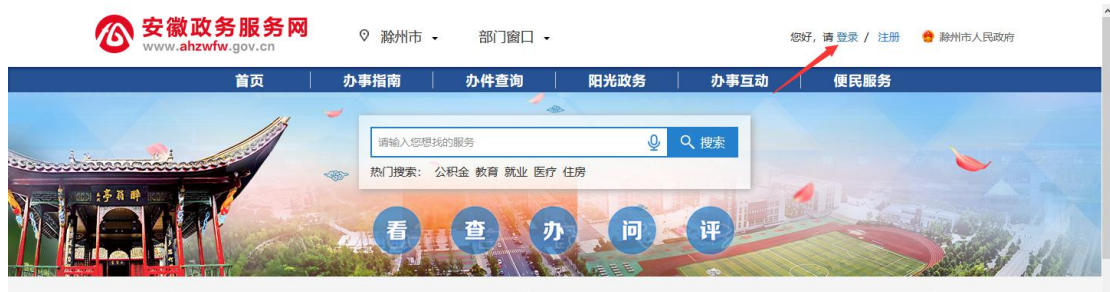 安徽政务服务网
www.ahzwfw.gov.cn
滁州市 部门窗口
您好，请 登录 / 注册 滁州市人民政府
首页 办事指南 办件查询 阳光政务 办事互动 便民服务
请输入您想找的服务 搜索
热门搜索： 公积金 教育 就业 医疗 住房
亭翁醉
看 查 办 问 评